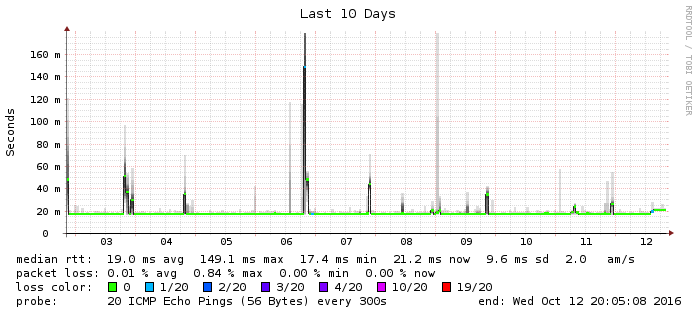 Last 10 Days
RRDTOOL / TOBI OETIKER
Seconds
160 m
140 m
120 m
100 m
80 m
60 m
40 m
20 m
0
03 04 05 06 07 08 09 10 11 12
median rtt: 19.0 ms avg 149.1 ms max 17.4 ms min 21.2 ms now 9.6 ms sd 2.0 am/s
packet loss: 0.01 % avg 0.84 % max 0.00 % min 0.00 % now
loss color: 0 1/20 2/20 3/20 4/20 10/20 19/20
probe: 20 ICMP Echo Pings (56 Bytes) every 300s end: Wed Oct 12 20:05:08 2016